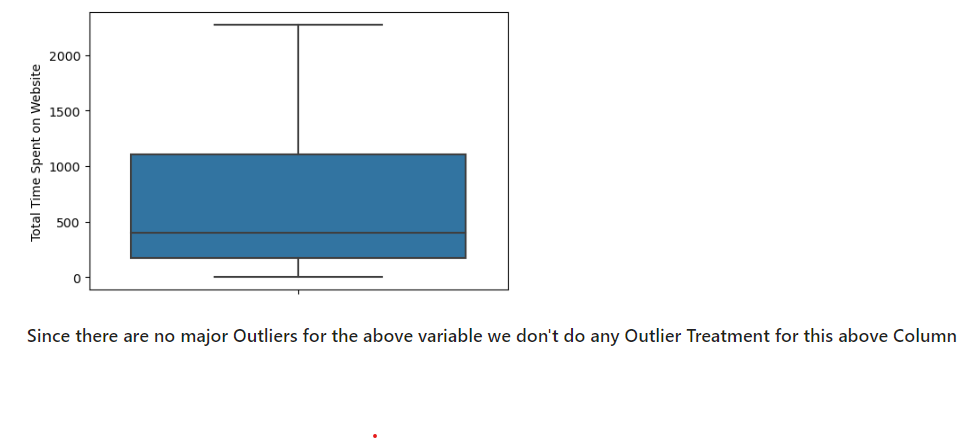 Total Time Spent on Website
2000
1500
1000
500
0
Since there are no major Outliers for the above variable we don't do any Outlier Treatment for this above Column